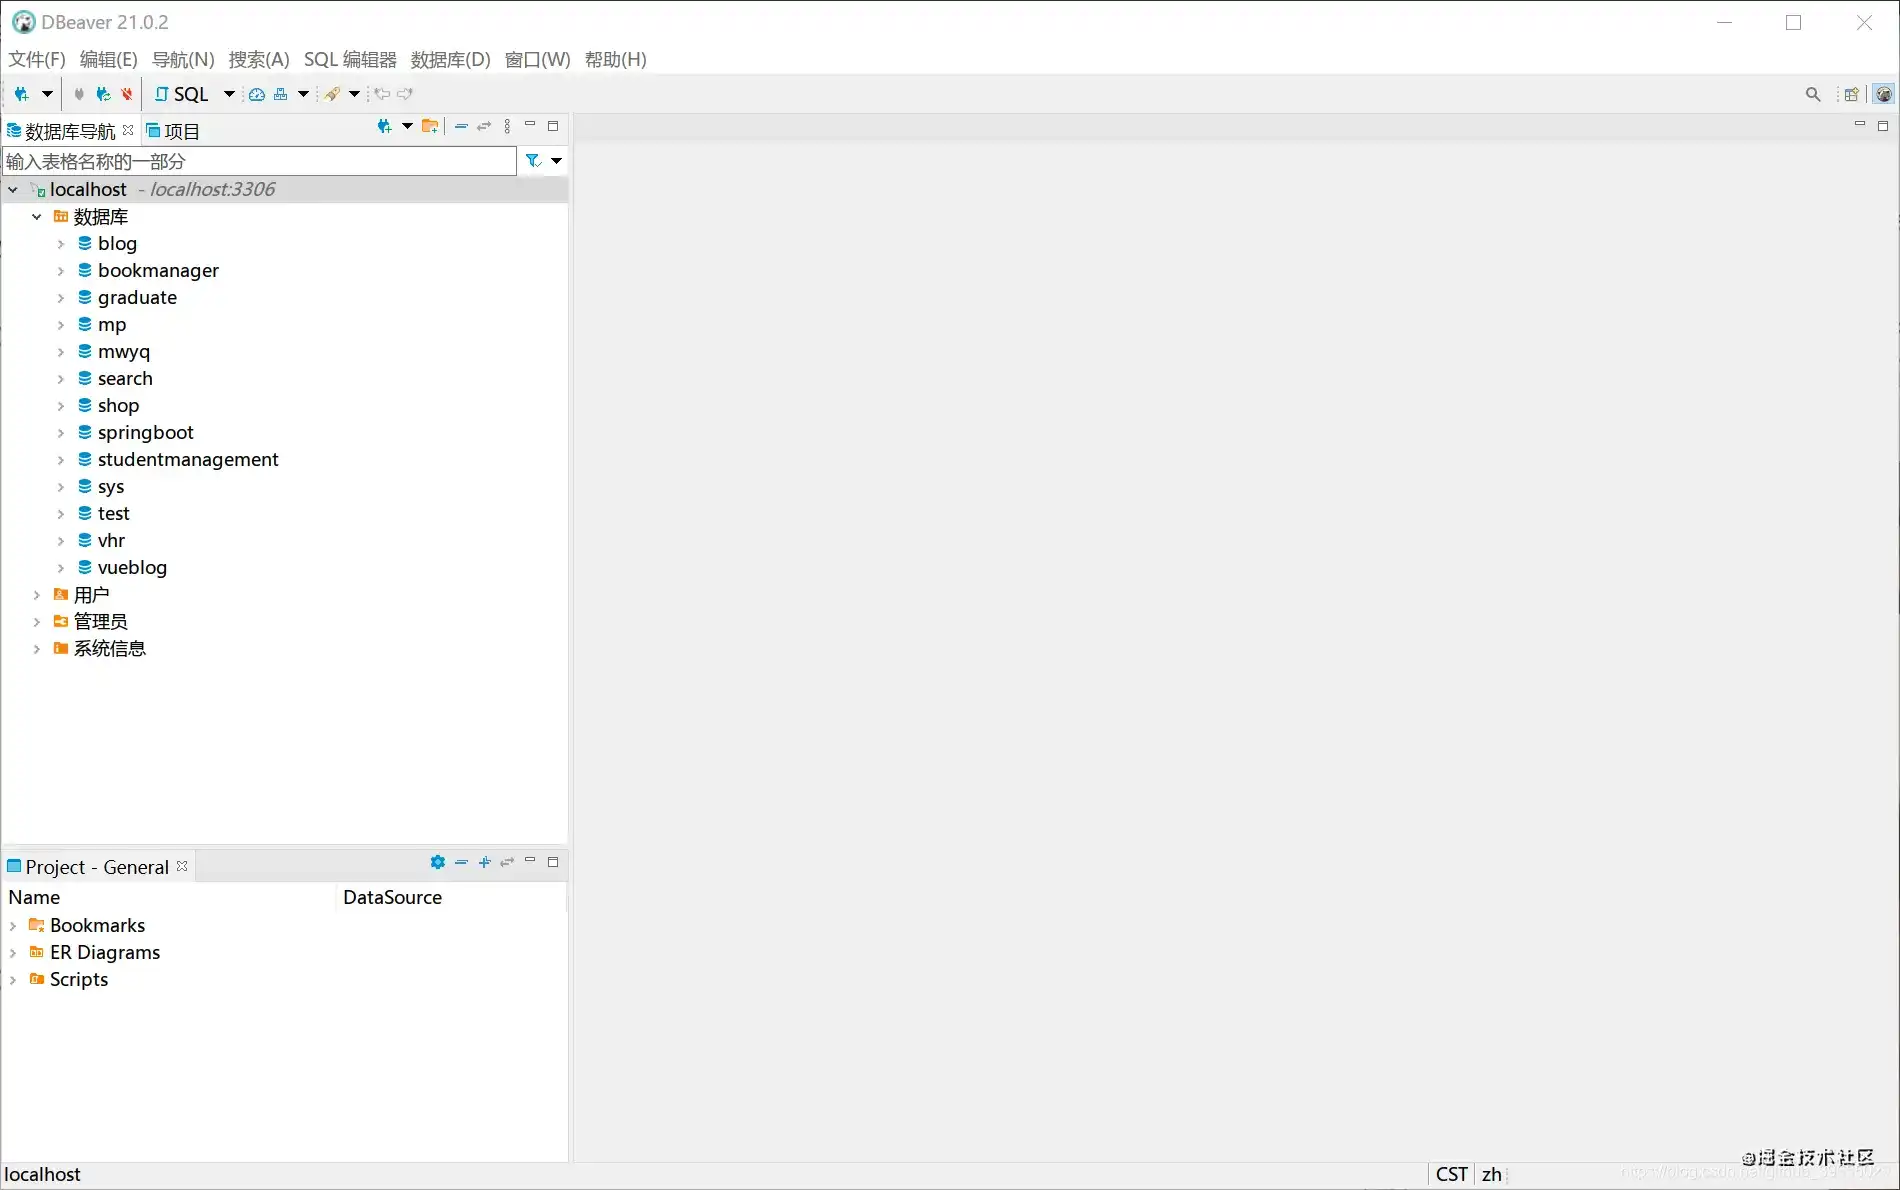 DBeaver 21.0.2
文件(F) 编辑(E) 导航(N) 搜索(A) SQL 编辑器 数据库(D) 窗口(W) 帮助(H)
SQL
数据库导航 项目
输入表格名称的一部分
localhost - localhost:3306
数据库
blog
bookmanager
graduate
mp
mwyq
search
shop
springboot
studentmanagement
sys
test
vhr
vueblog
用户
管理员
系统信息
Project - General
Name DataSource
Bookmarks
ER Diagrams
Scripts
@掘金技术社区
localhost CST zh